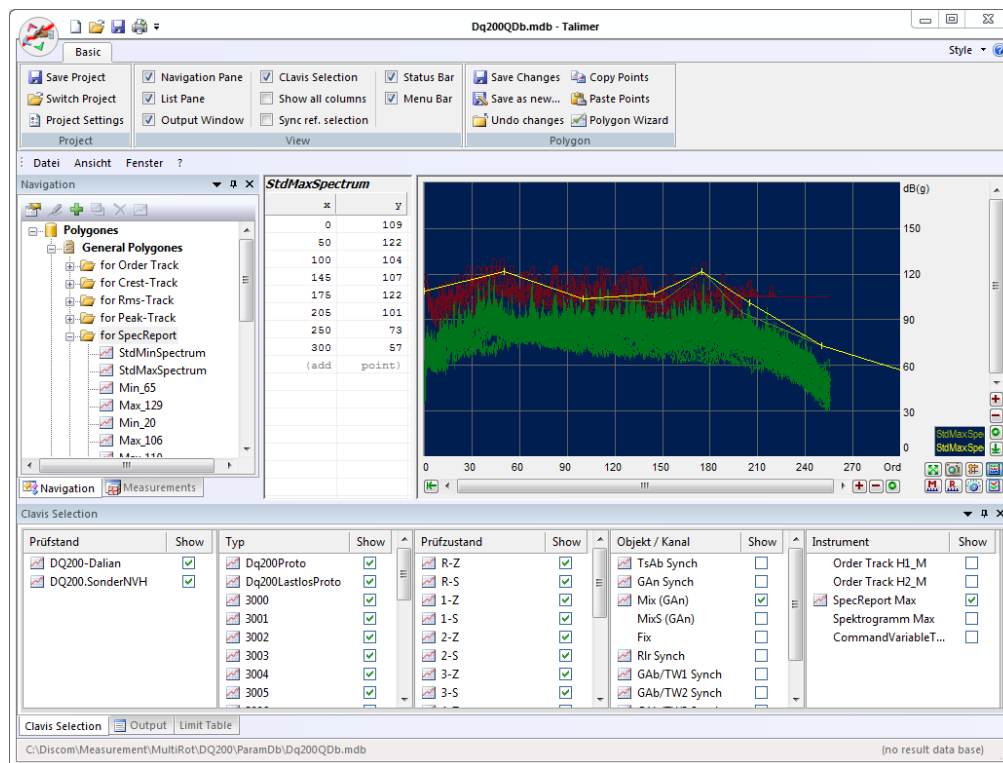 Dq200QDb.mdb - Talimer
Basic
Style
Save Project
Switch Project
Project Settings
Project
Navigation Pane
List Pane
Output Window
CLavis Selection
Show all columns
Sync ref. selection
Status Bar
Menu Bar
View
Save Changes
Save as new...
Undo changes
Copy Points
Paste Points
Polygon Wizard
Polygon
Datei Ansicht Fenster ?
Navigation
Polygones
General Polygones
for Order Track
for Crest-Track
for Rms-Track
for Peak-Track
for SpecReport
StdMinSpectrum
StdMaxSpectrum
Min_65
Max_129
Min_20
Max_106
Max_110
Navigation Measurements
StdMaxSpectrum
x y
0 109
50 122
100 104
145 107
175 122
205 101
250 73
300 57
(add point)
dB(g)
150
120
90
60
30
0
StdMaxSpe
StdMaxSpe
0 30 60 90 120 150 180 210 240 270 Ord
M R
Clavis Selection
Prüfstand Show
DQ200-Dalian
DQ200.SonderNVH
Typ Show
Dq200Proto
Dq200LastlosProto
3000
3001
3002
3003
3004
3005
Prüfzustand Show
R-Z
R-S
1-Z
1-S
2-Z
2-S
3-Z
3-S
Objekt / Kanal Show
TsAb Synch
GAn Synch
Mix (GAn)
MixS (GAn)
Fix
Rlr Synch
GAb/TW1 Synch
GAb/TW2 Synch
Instrument Show
Order Track H1_M
Order Track H2_M
SpecReport Max
Spektrogramm Max
CommandVariableT...
Clavis Selection Output Limit Table
C:\Discom\Measurement\MultiRot\DQ200\ParamDb\Dq200QDb.mdb
(no result data base)